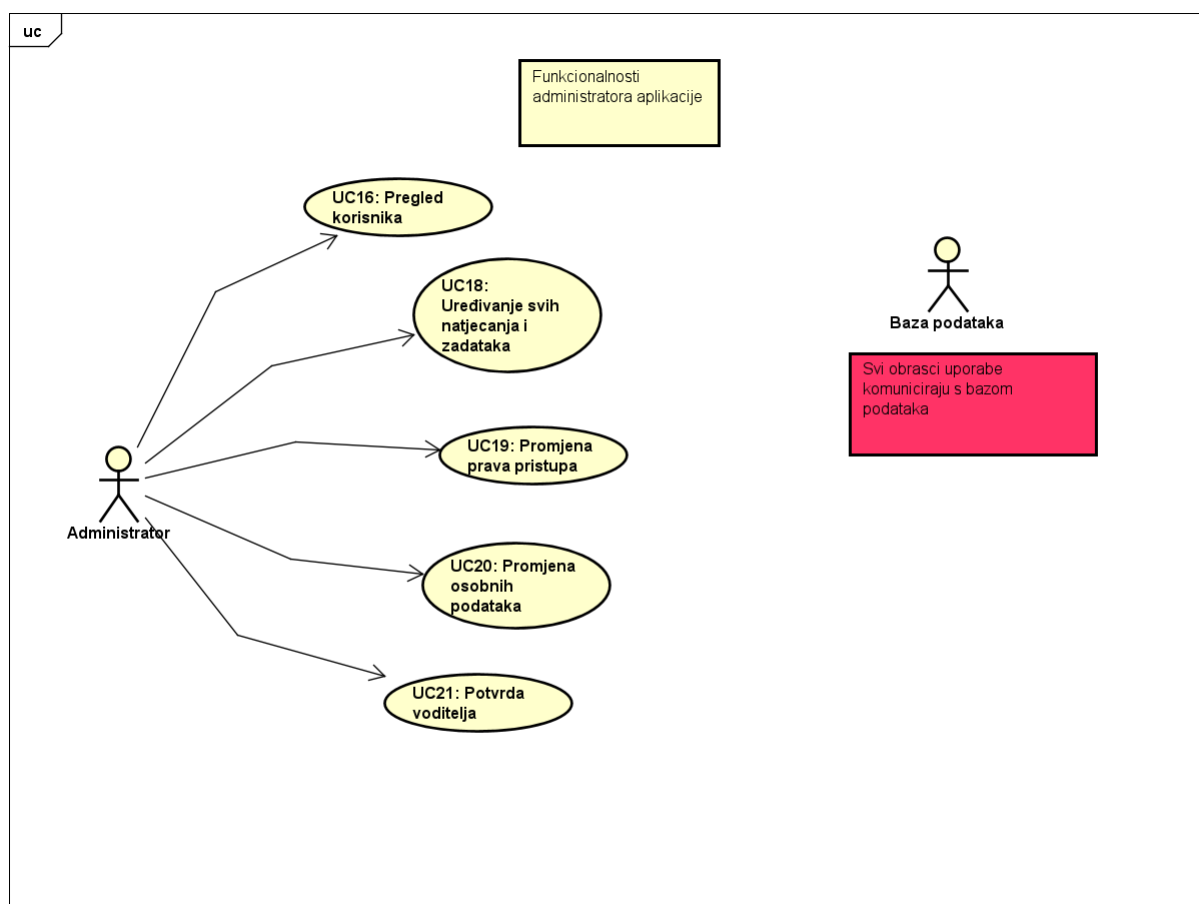 uc
Funkcionalnosti
administratora aplikacije
UC16: Pregled
korisnika
UC18:
Uređivanje svih
natjecanja i
zadataka
Baza podataka
Svi obrasci uporabe
komuniciraju s bazom
podataka
UC19: Promjena
prava pristupa
Administrator
UC20: Promjena
osobnih
podataka
UC21: Potvrda
voditelja